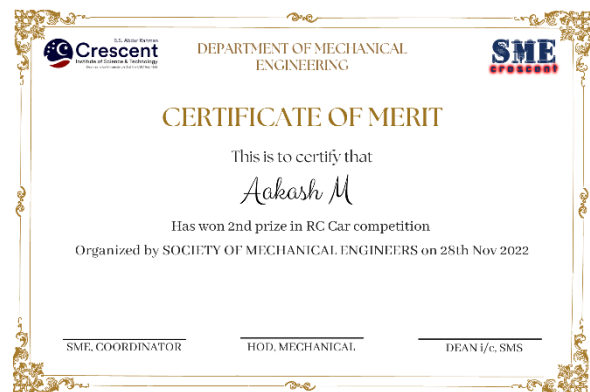 B.S. Abdur Rahman
Crescent
Institute of Science & Technology
DEPARTMENT OF MECHANICAL
ENGINEERING
SME
crescent
CERTIFICATE OF MERIT
This is to certify that
Aakash M
Has won 2nd prize in RC Car competition
Organized by SOCIETY OF MECHANICAL ENGINEERS on 28th Nov 2022
SME, COORDINATOR
HOD, MECHANICAL
DEAN i/c, SMS